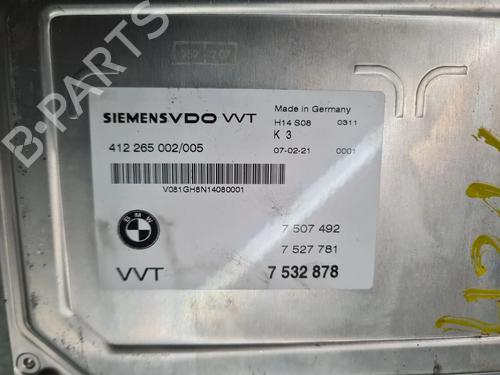 B-PARTS
SIEMENSVDO VVT
Made in Germany
H14 S08 0311
K 3
412 265 002/005
07-02-21 0001
V081GH8N14080001
BMW
7 507 492
7 527 781
VVT 7 532 878